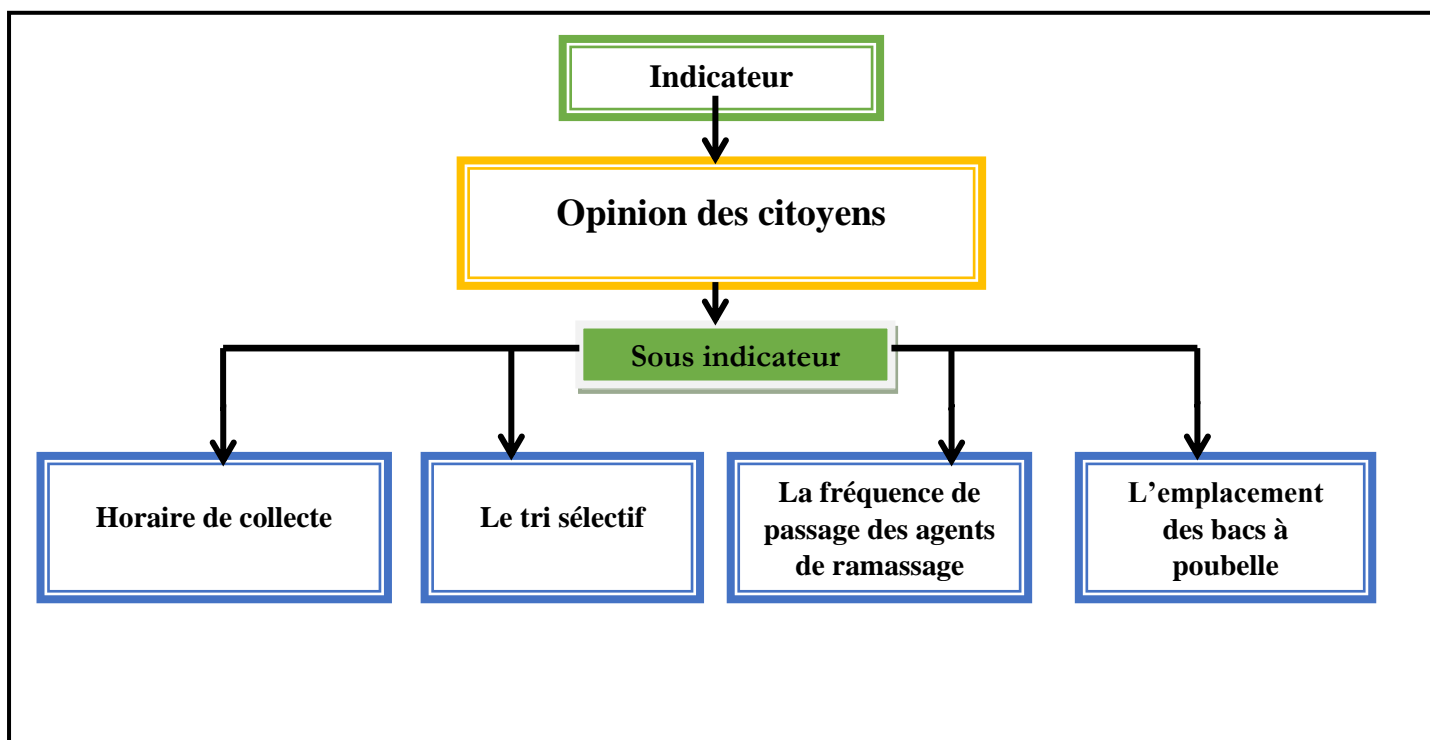 Indicateur
Opinion des citoyens
Sous indicateur
Horaire de collecte
Le tri sélectif
La fréquence de
passage des agents
de ramassage
L’emplacement
des bacs à
poubelle